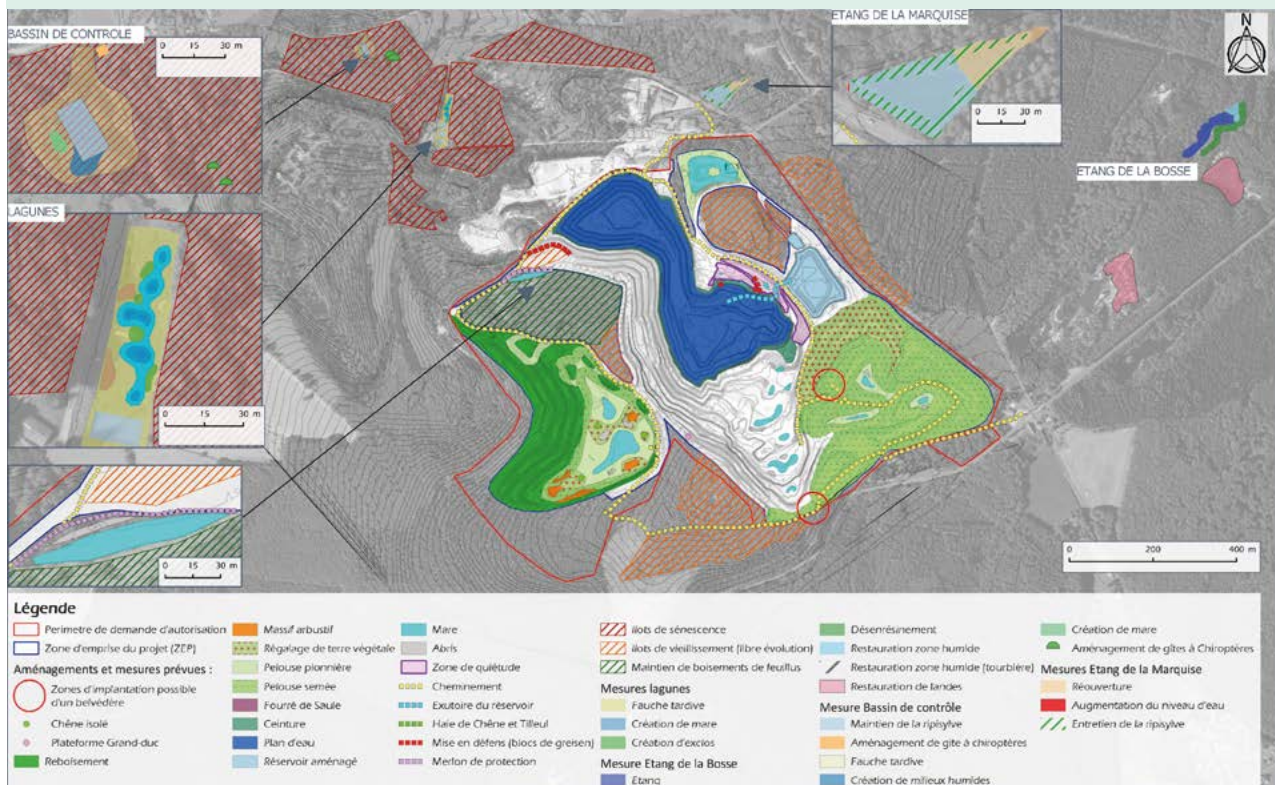 BASSIN DE CONTROLE
0 15 30 m
ETANG DE LA MARQUISE
0 15 30 m
N
ETANG DE LA BOSSE
LAGUNES
0 15 30 m
0 15 30 m
0 200 400 m
Légende
Perimetre de demande d'autorisation
Zone d'emprise du projet (ZEP)
Aménagements et mesures prévues :
Zones d'implantation possible
d'un belvédère
Chêne isolé
Plateforme Grand-duc
Reboisement
Massif arbustif
Régalage de terre végétale
Pelouse pionnière
Pelouse semée
Fourré de Saule
Ceinture
Plan d'eau
Réservoir aménagé
Mare
Abris
Zone de quiétude
Cheminement
Exutoire du réservoir
Haie de Chêne et Tilleul
Mise en défens (blocs de greisen)
Merlon de protection
Ilots de sénescence
Ilots de vieillissement (libre évolution)
Maintien de boisements de feuillus
Mesures lagunes
Fauche tardive
Création de mare
Création d'exclos
Mesure Etang de la Bosse
Etang
Désenrésinement
Restauration zone humide
Restauration zone humide (tourbière)
Restauration de landes
Mesure Bassin de contrôle
Maintien de la ripisylve
Aménagement de gîte à chiroptères
Fauche tardive
Création de milieux humides
Création de mare
Aménagement de gîtes à Chiroptères
Mesures Etang de la Marquise
Réouverture
Augmentation du niveau d'eau
Entretien de la ripisylve